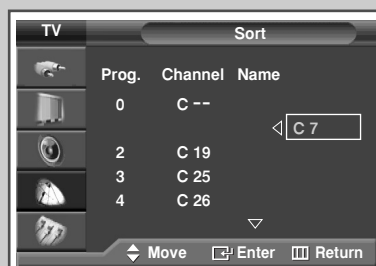 TV Sort
Prog. Channel Name
0 C --
C 7
2 C 19
3 C 25
4 C 26
Move Enter Return